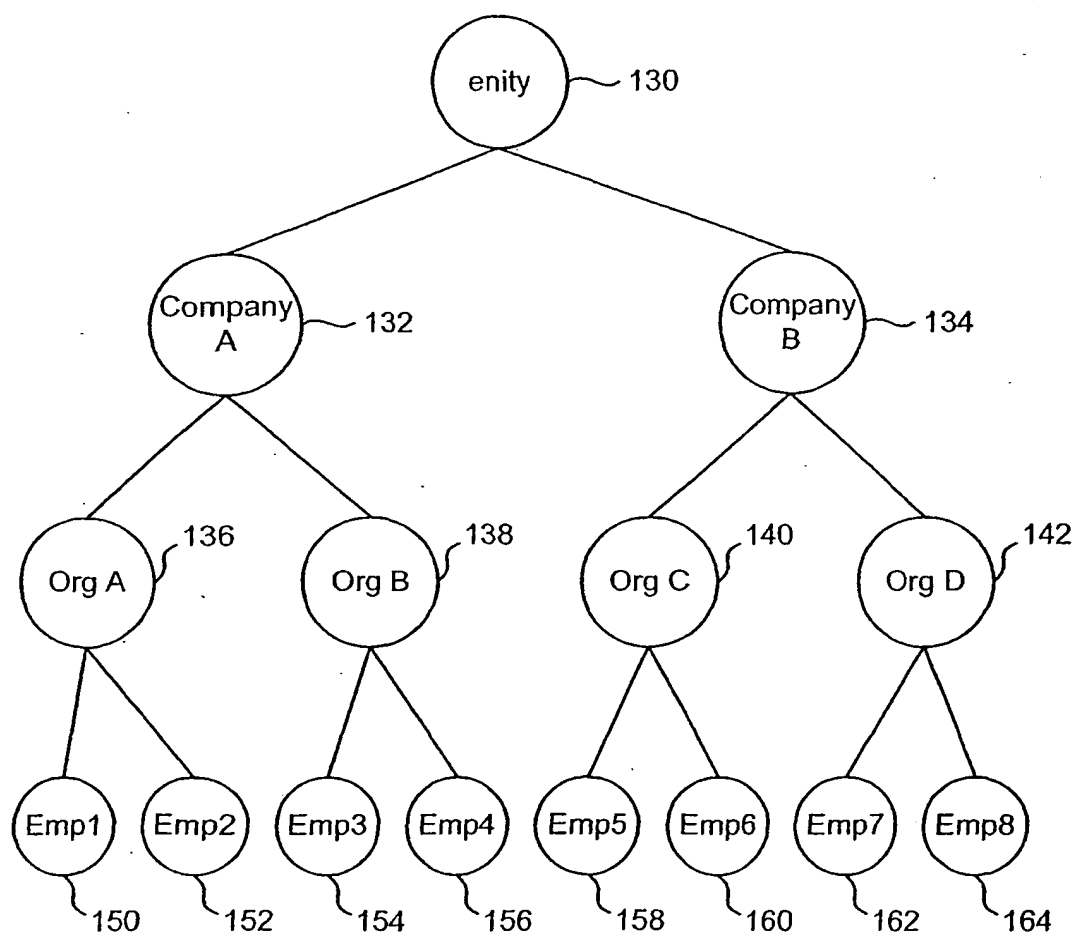 enity
130
Company
A
132
Company
B
134
Org A
136
Org B
138
Org C
140
Org D
142
Emp1
Emp2
Emp3
Emp4
Emp5
Emp6
Emp7
Emp8
150
152
154
156
158
160
162
164